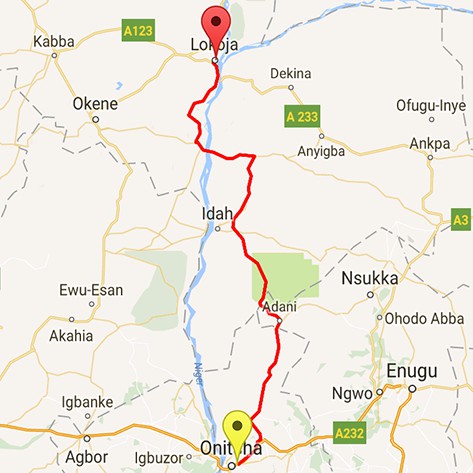 A123
Kabba
Lokoja
Dekina
Okene
A 233
Ofugu-Inye
Anyigba
Ankpa
Idah
A3
Nsukka
Ewu-Esan
Adani
Ohodo Abba
Akahia
Niger
Enugu
Ngwo
Igbanke
A232
Agbor
Igbuzor
Onitsha